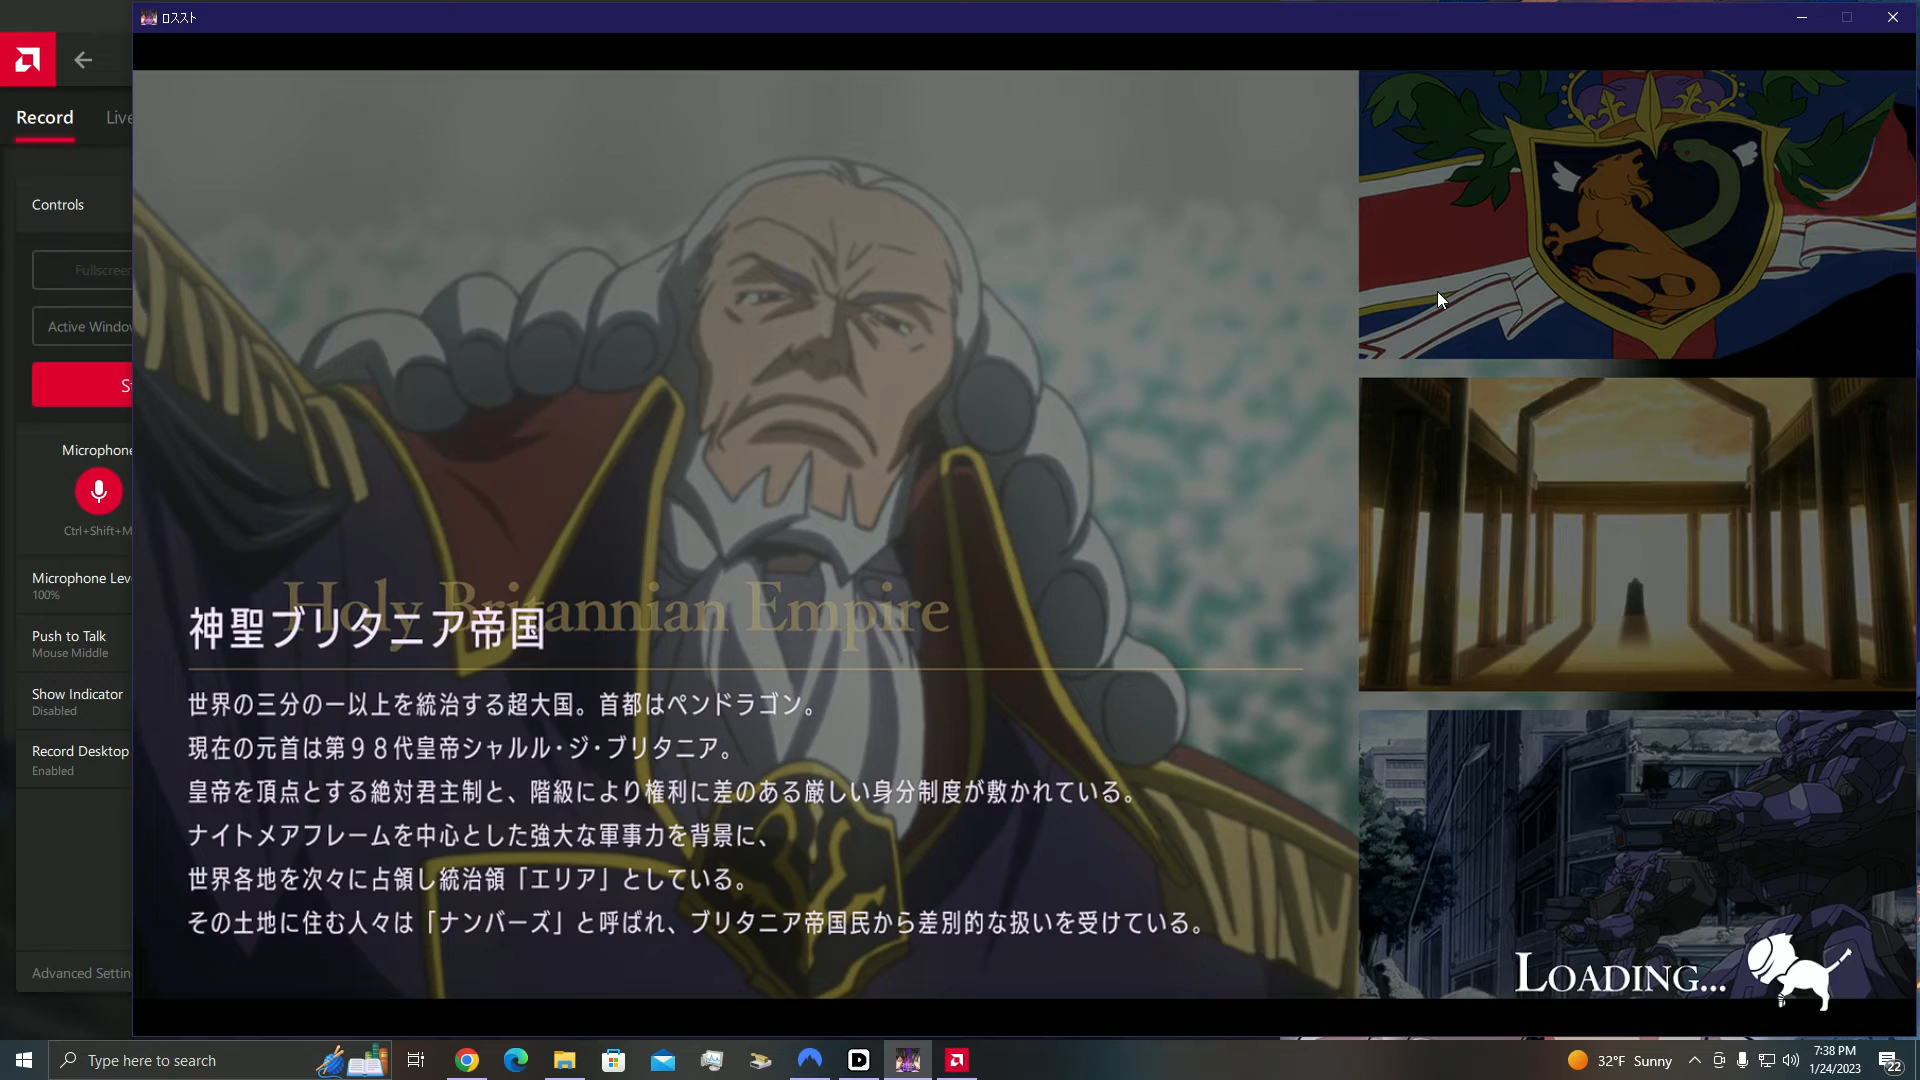 ロススト
Record
Live
Controls
Fullscreen
Active Window
Microphone
Ctrl+Shift+M
Microphone Leve
100%
Push to Talk
Mouse Middle
Show Indicator
Disabled
Record Desktop
Enabled
Advanced Settin
Holy Britannian Empire
神聖ブリタニア帝国
世界の三分の一以上を統治する超大国。首都はペンドラゴン。
現在の元首は第98代皇帝シャルル・ジ・ブリタニア。
皇帝を頂点とする絶対君主制と、階級により権利に差のある厳しい身分制度が敷かれている。
ナイトメアフレームを中心とした強大な軍事力を背景に、
世界各地を次々に占領し統治領「エリア」としている。
その土地に住む人々は「ナンバーズ」と呼ばれ、ブリタニア帝国民から差別的な扱いを受けている。
LOADING...
Type here to search
32°F Sunny
7:38 PM
1/24/2023
22